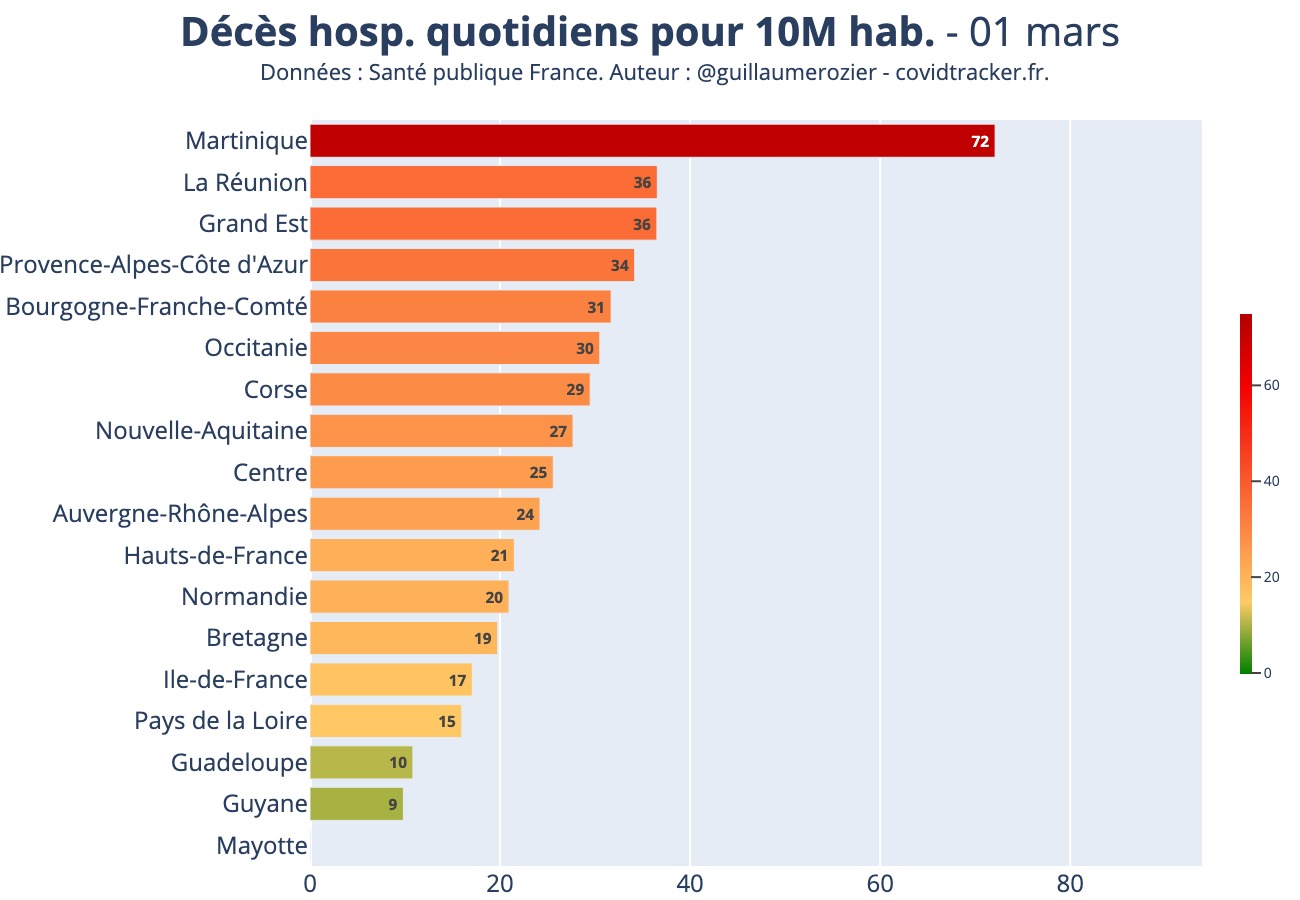 Décès hosp. quotidiens pour 10M hab. - 01 mars
Données : Santé publique France. Auteur : @guillaumerozier - covidtracker.fr.
Martinique 72
La Réunion 36
Grand Est 36
Provence-Alpes-Côte d'Azur 34
Bourgogne-Franche-Comté 31
Occitanie 30
Corse 29
Nouvelle-Aquitaine 27
Centre 25
Auvergne-Rhône-Alpes 24
Hauts-de-France 21
Normandie 20
Bretagne 19
Ile-de-France 17
Pays de la Loire 15
Guadeloupe 10
Guyane 9
Mayotte
0 20 40 60 80
60
40
20
0